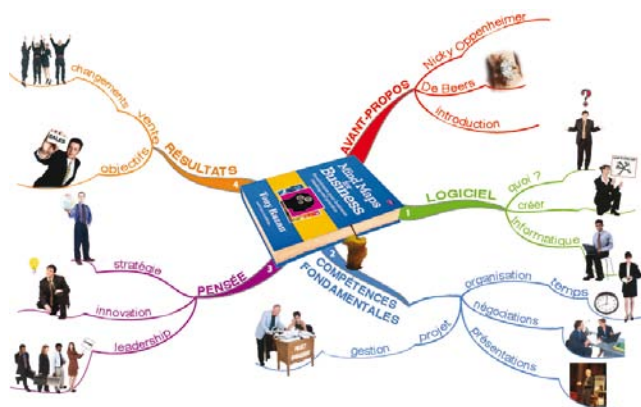 AVANT-PROPOS
Nicky Oppenheimer
De Beers
introduction
1
LOGICIEL
quoi ?
créer
Informatique
2
COMPÉTENCES
FONDAMENTALES
organisation
temps
négociations
présentations
projet
gestion
3
PENSÉE
stratégie
innovation
leadership
4
RÉSULTATS
vente
changements
objectifs
SALES
?
Mind Maps
for
Business
Tony Buzan